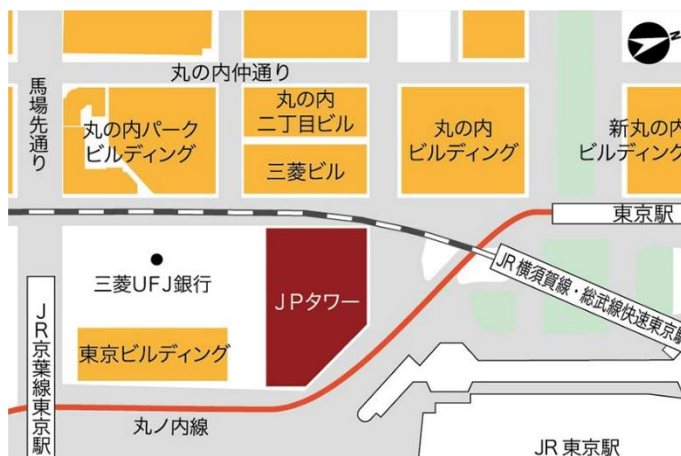 N
丸の内仲通り
馬場先通り
丸の内パーク
ビルディング
丸の内
二丁目ビル
三菱ビル
丸の内
ビルディング
新丸の内
ビルディング
東京駅
三菱UFJ銀行
JPタワー
JR横須賀線・総武線快速東京駅
東京ビルディング
JR京葉線東京駅
丸ノ内線
JR東京駅